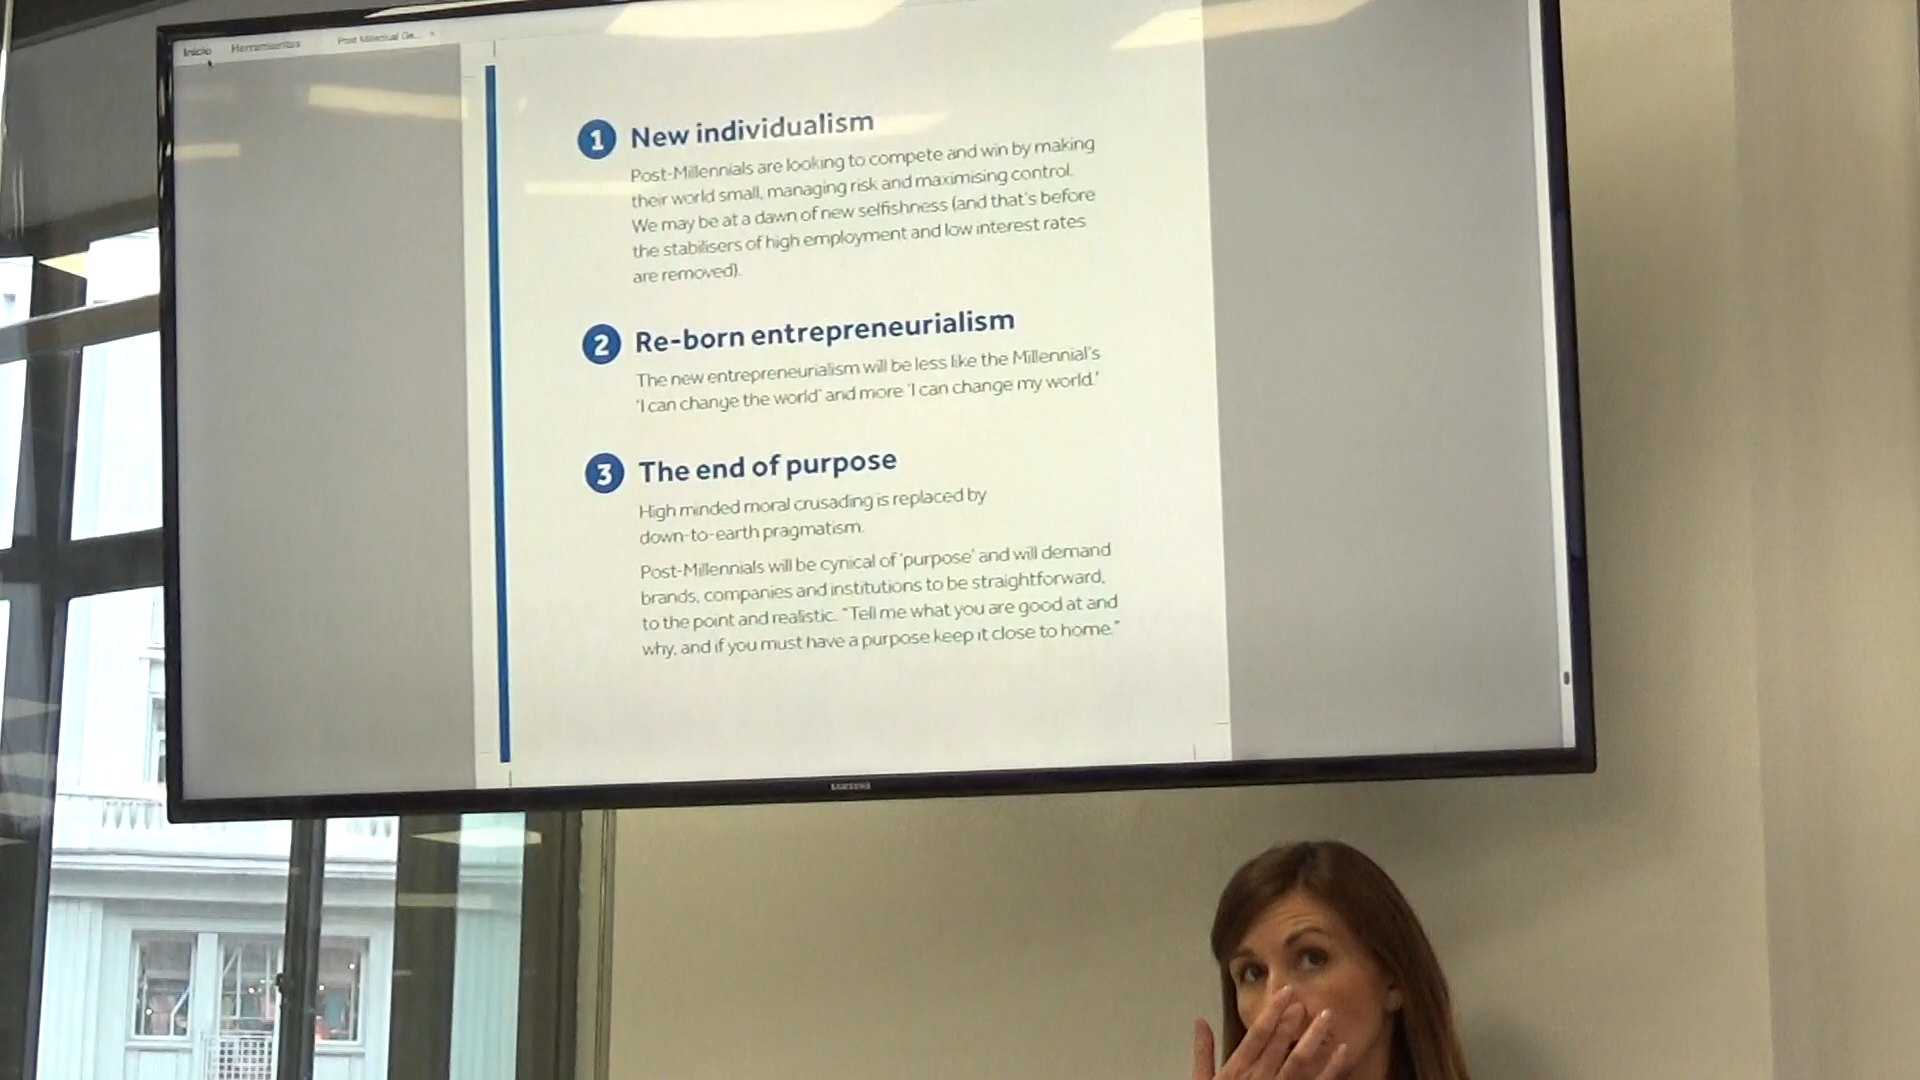 Inicio
Herramientas
Post Millennial Ge...
1 New individualism
Post-Millennials are looking to compete and win by making
their world small, managing risk and maximising control.
We may be at a dawn of new selfishness (and that's before
the stabilisers of high employment and low interest rates
are removed).
2 Re-born entrepreneurialism
The new entrepreneurialism will be less like the Millennial's
'I can change the world' and more 'I can change my world.'
3 The end of purpose
High minded moral crusading is replaced by
down-to-earth pragmatism.
Post-Millennials will be cynical of 'purpose' and will demand
brands, companies and institutions to be straightforward,
to the point and realistic. "Tell me what you are good at and
why, and if you must have a purpose keep it close to home."
SAMSUNG